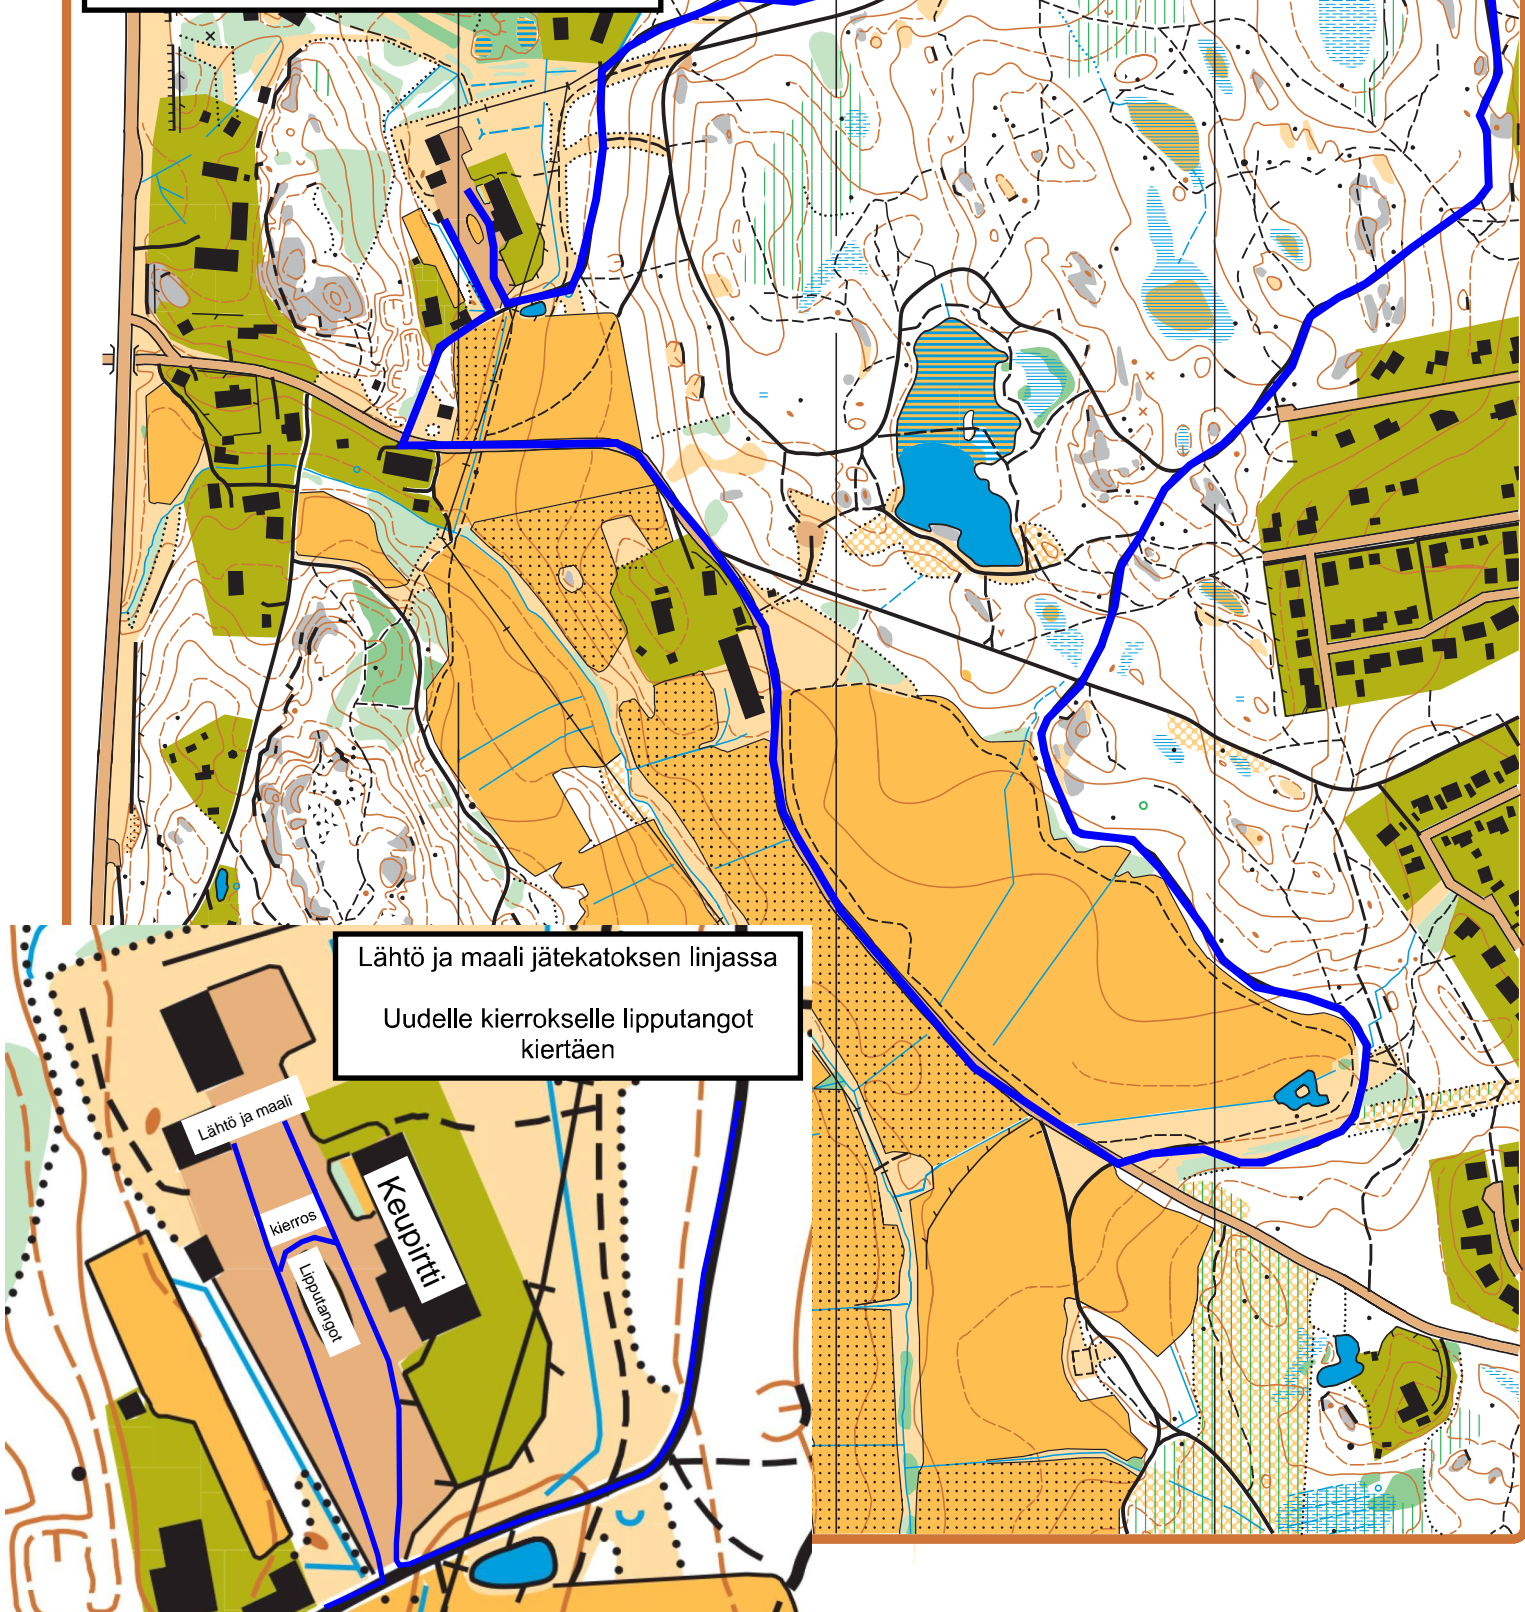 Lähtö ja maali jätekatoksen linjassa
Uudelle kierrokselle lipputangot
kiertäen
Lähtö ja maali
kierros
Lipputangot
Keupirtti